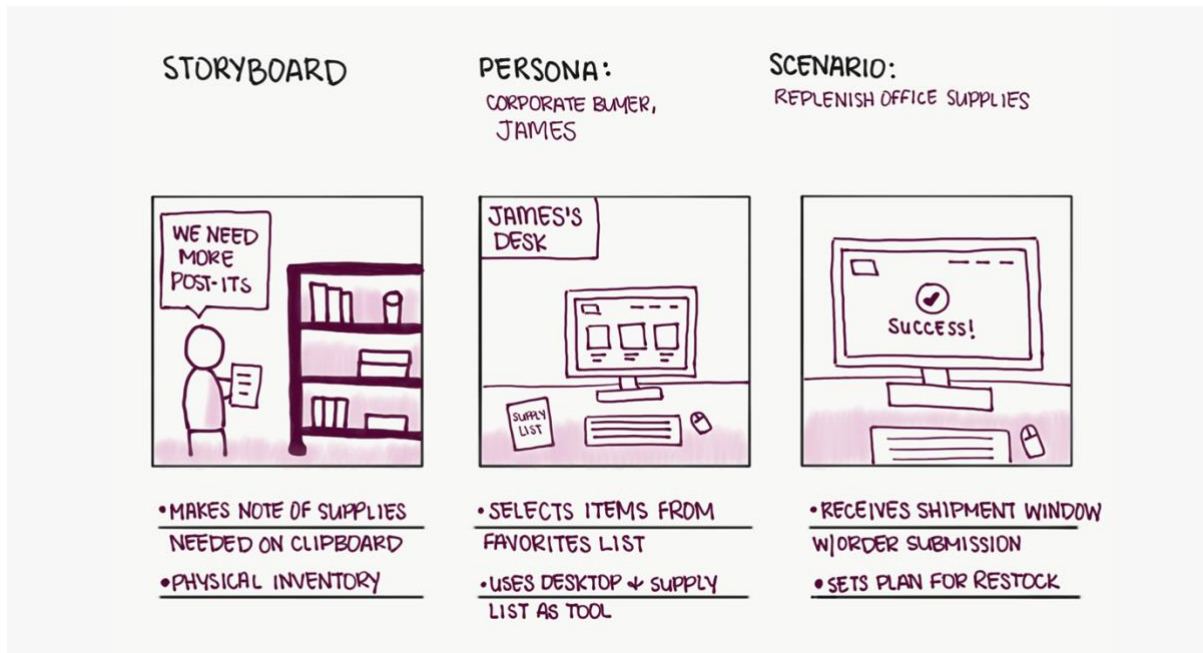 STORYBOARD
PERSONA:
CORPORATE BUYER,
JAMES
SCENARIO:
REPLENISH OFFICE SUPPLIES
WE NEED
MORE
POST-ITS
JAMES'S
DESK
SUPPLY
LIST
SUCCESS!
•MAKES NOTE OF SUPPLIES
NEEDED ON CLIPBOARD
•PHYSICAL INVENTORY
•SELECTS ITEMS FROM
FAVORITES LIST
•USES DESKTOP + SUPPLY
LIST AS TOOL
•RECEIVES SHIPMENT WINDOW
W/ORDER SUBMISSION
•SETS PLAN FOR RESTOCK